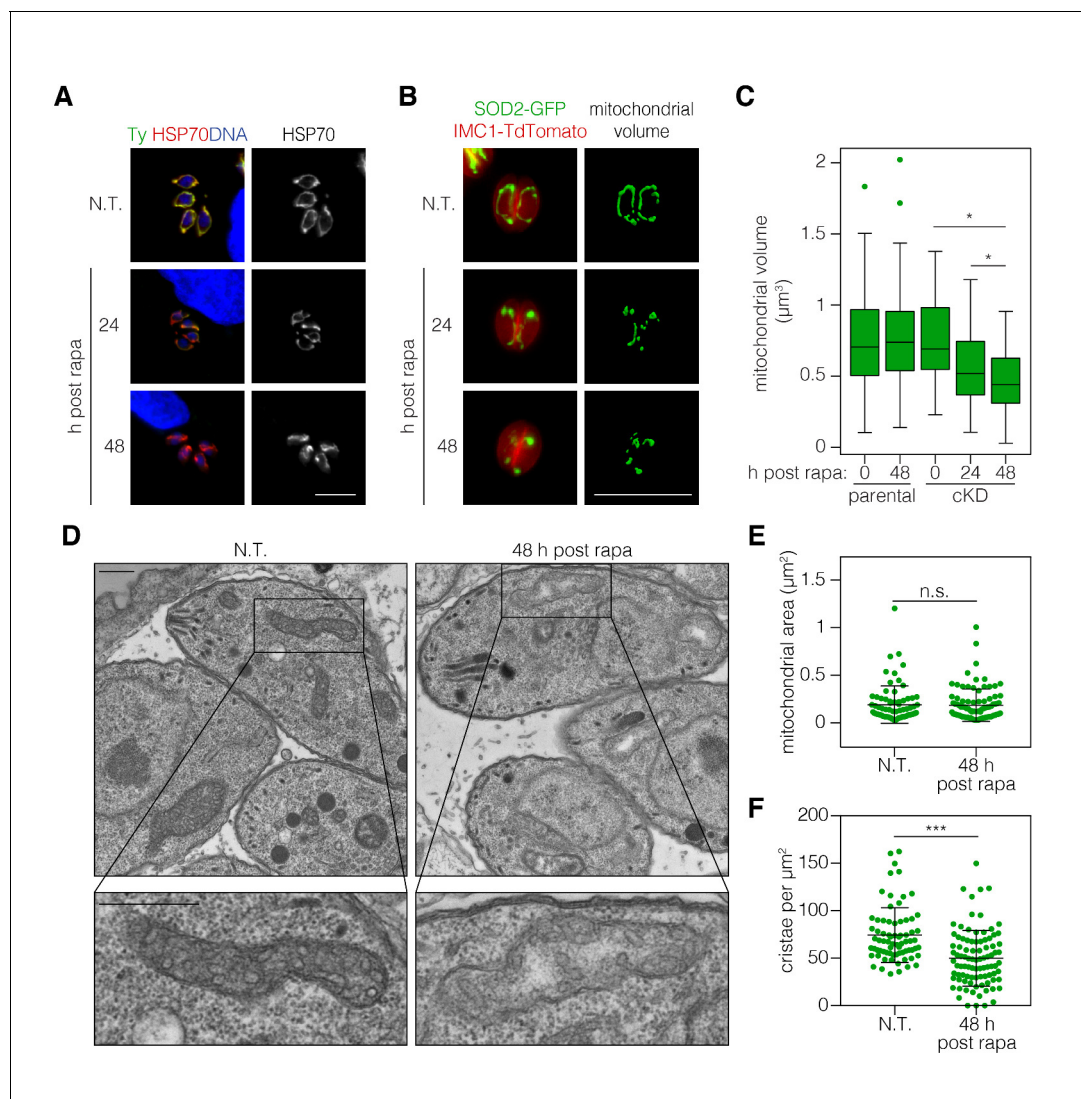 A
Ty HSP70DNA
HSP70
N.T.
24
48
h post rapa
B
SOD2-GFP
IMC1-TdTomato
mitochondrial
volume
N.T.
24
48
h post rapa
C
mitochondrial volume
(μm³)
2
1.5
1
0.5
0
*
*
h post rapa: 0 48 0 24 48
parental cKD
D
N.T.
48 h post rapa
E
mitochondrial area (μm²)
1.5
1
0.5
0
n.s.
N.T.
48 h
post rapa
F
cristae per μm²
200
150
100
50
0
***
N.T.
48 h
post rapa